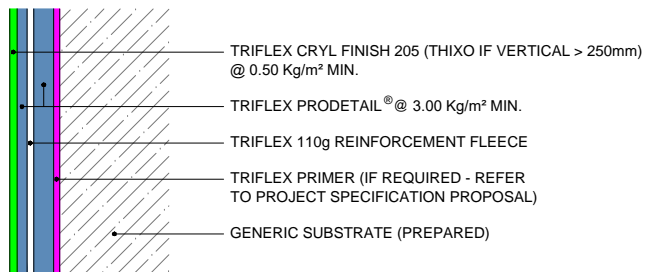 TRIFLEX CRYL FINISH 205 (THIXO IF VERTICAL > 250mm)
@ 0.50 Kg/m² MIN.
TRIFLEX PRODETAIL® @ 3.00 Kg/m² MIN.
TRIFLEX 110g REINFORCEMENT FLEECE
TRIFLEX PRIMER (IF REQUIRED - REFER
TO PROJECT SPECIFICATION PROPOSAL)
GENERIC SUBSTRATE (PREPARED)